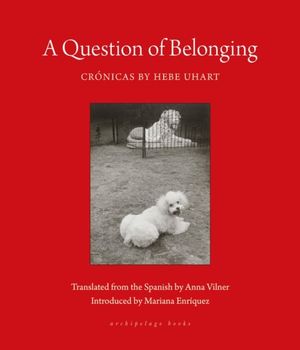 A Question of Belonging
CRÓNICAS BY HEBE UHART
Translated from the Spanish by Anna Vilner
Introduced by Mariana Enríquez
archipelago books